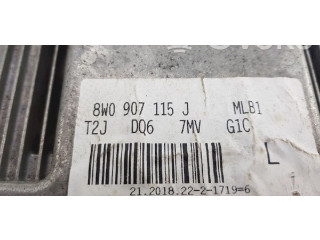 8W0 907 115 J MLB1
T2J DQ6 7MV G1C
L
21.2018.22-2-1719=6